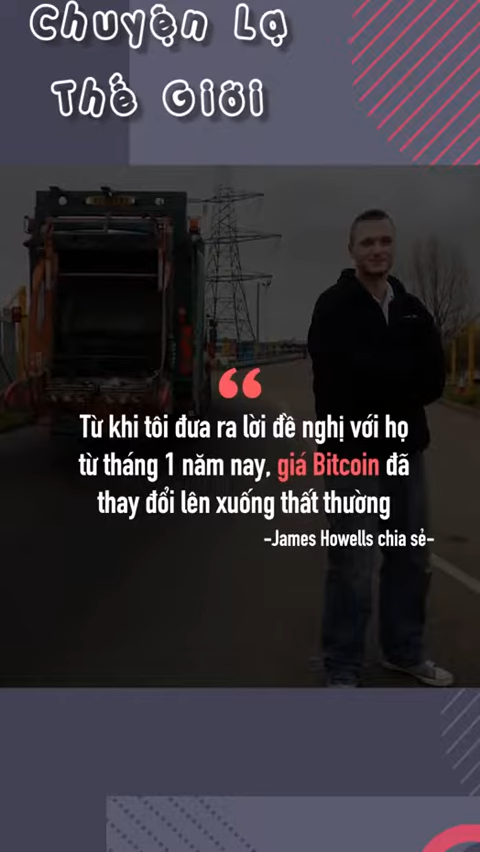 Chuyện Lạ
Thế Giới
Từ khi tôi đưa ra lời đề nghị với họ
từ tháng 1 năm nay, giá Bitcoin đã
thay đổi lên xuống thất thường
-James Howells chia sẻ-